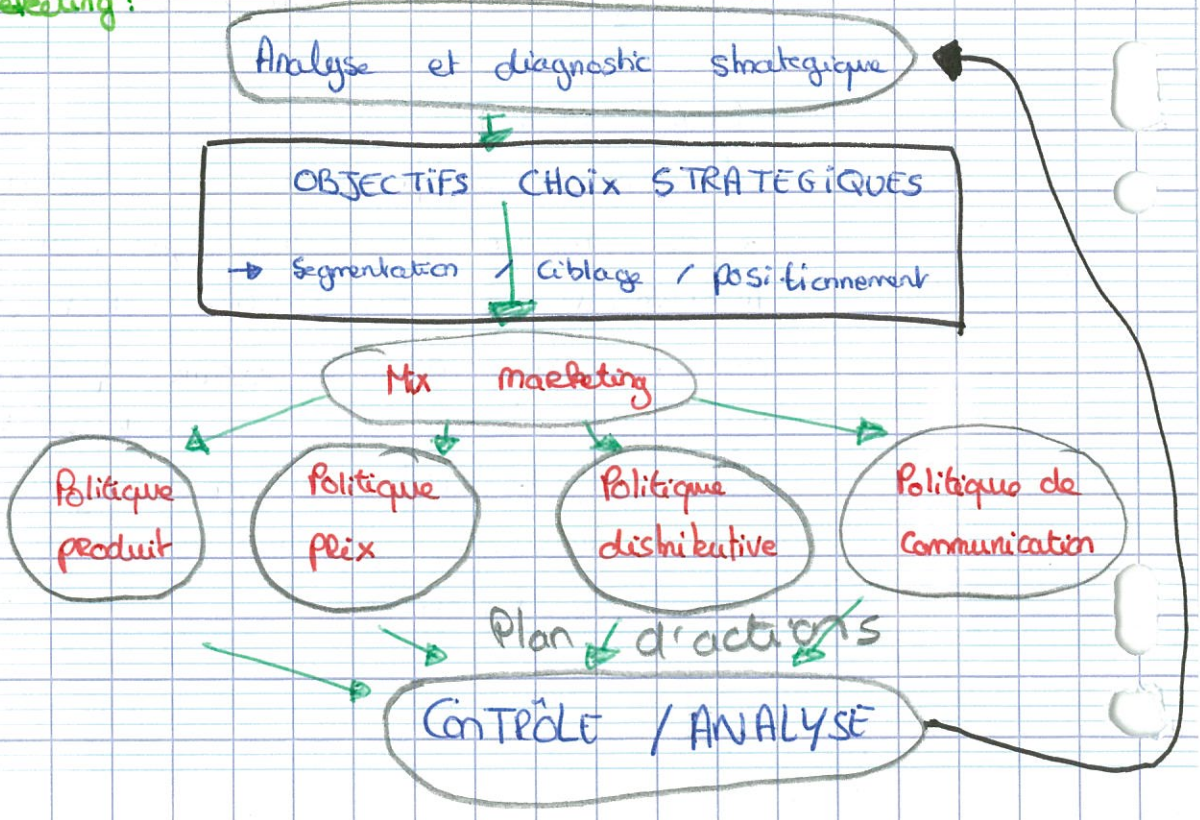 Analyse et diagnostic strategique
OBJECTiFS CHOix STRATEGiQUES
→ Segmentation / Ciblage / positionnement
Mix marketing
Politique
produit
Politique
prix
Politique
distributive
Politique de
Communication
Plan d'actions
CONTRÔLE / ANALYSE